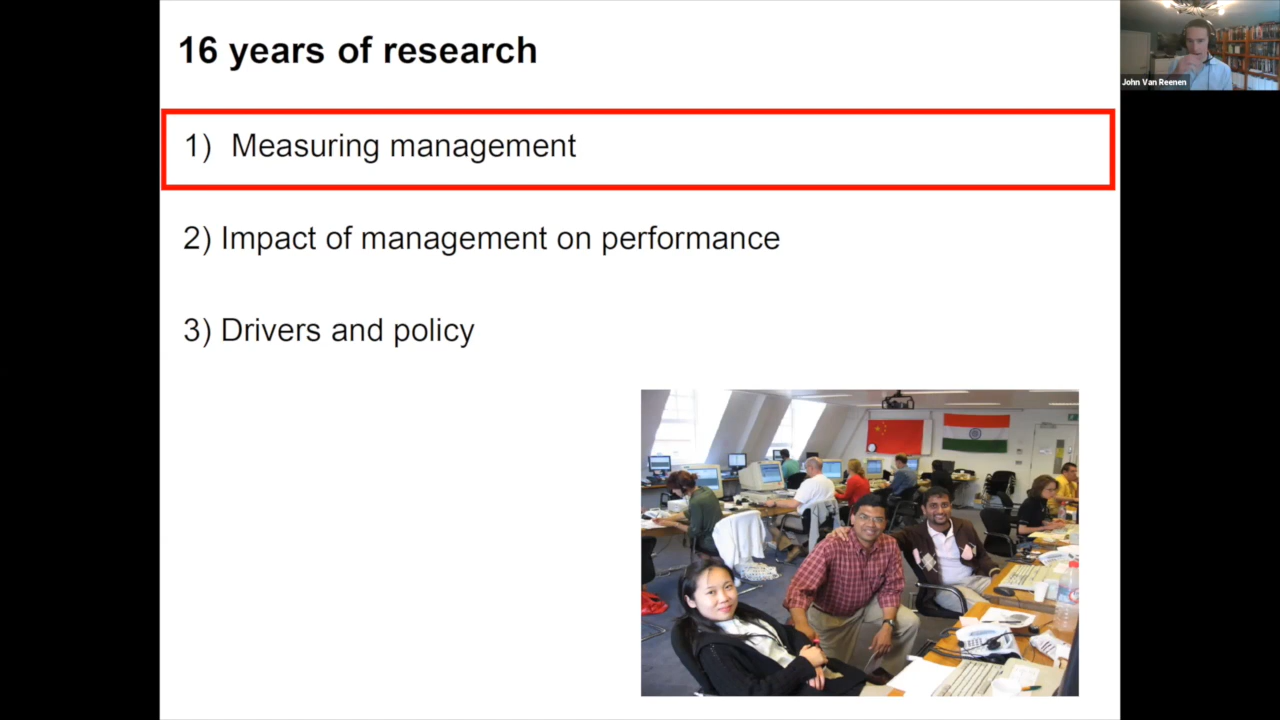 16 years of research
John Van Reenen
1) Measuring management
2) Impact of management on performance
3) Drivers and policy